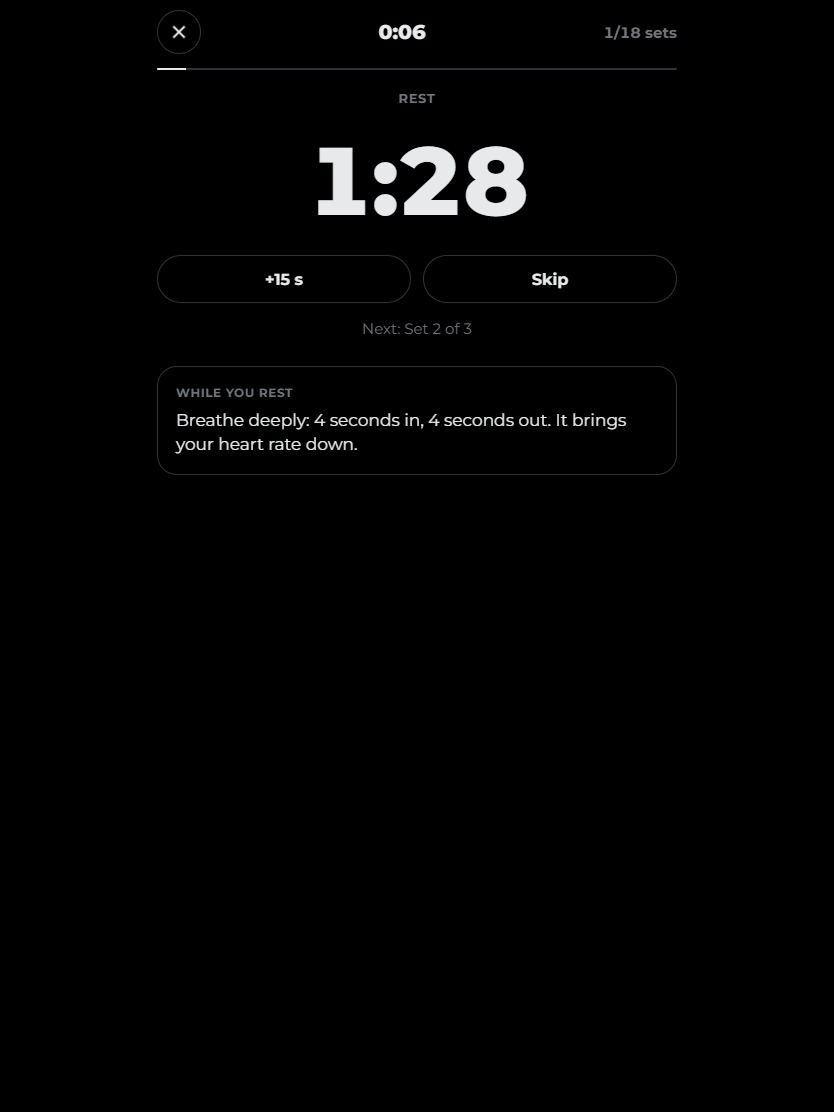 0:06
1/18 sets
REST
1:28
+15 s
Skip
Next: Set 2 of 3
WHILE YOU REST
Breathe deeply: 4 seconds in, 4 seconds out. It brings
your heart rate down.